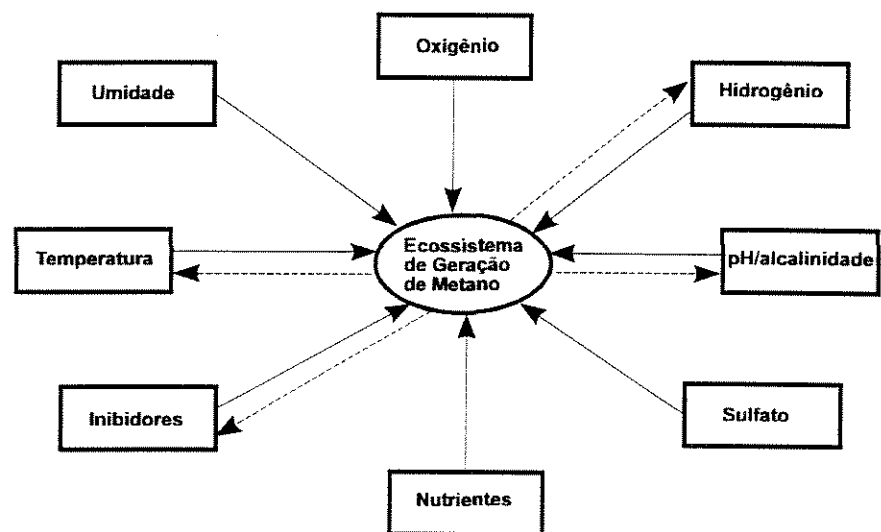 Oxigênio
Umidade
Hidrogênio
Temperatura
Ecossistema
de Geração
de Metano
pH/alcalinidade
Inibidores
Sulfato
Nutrientes